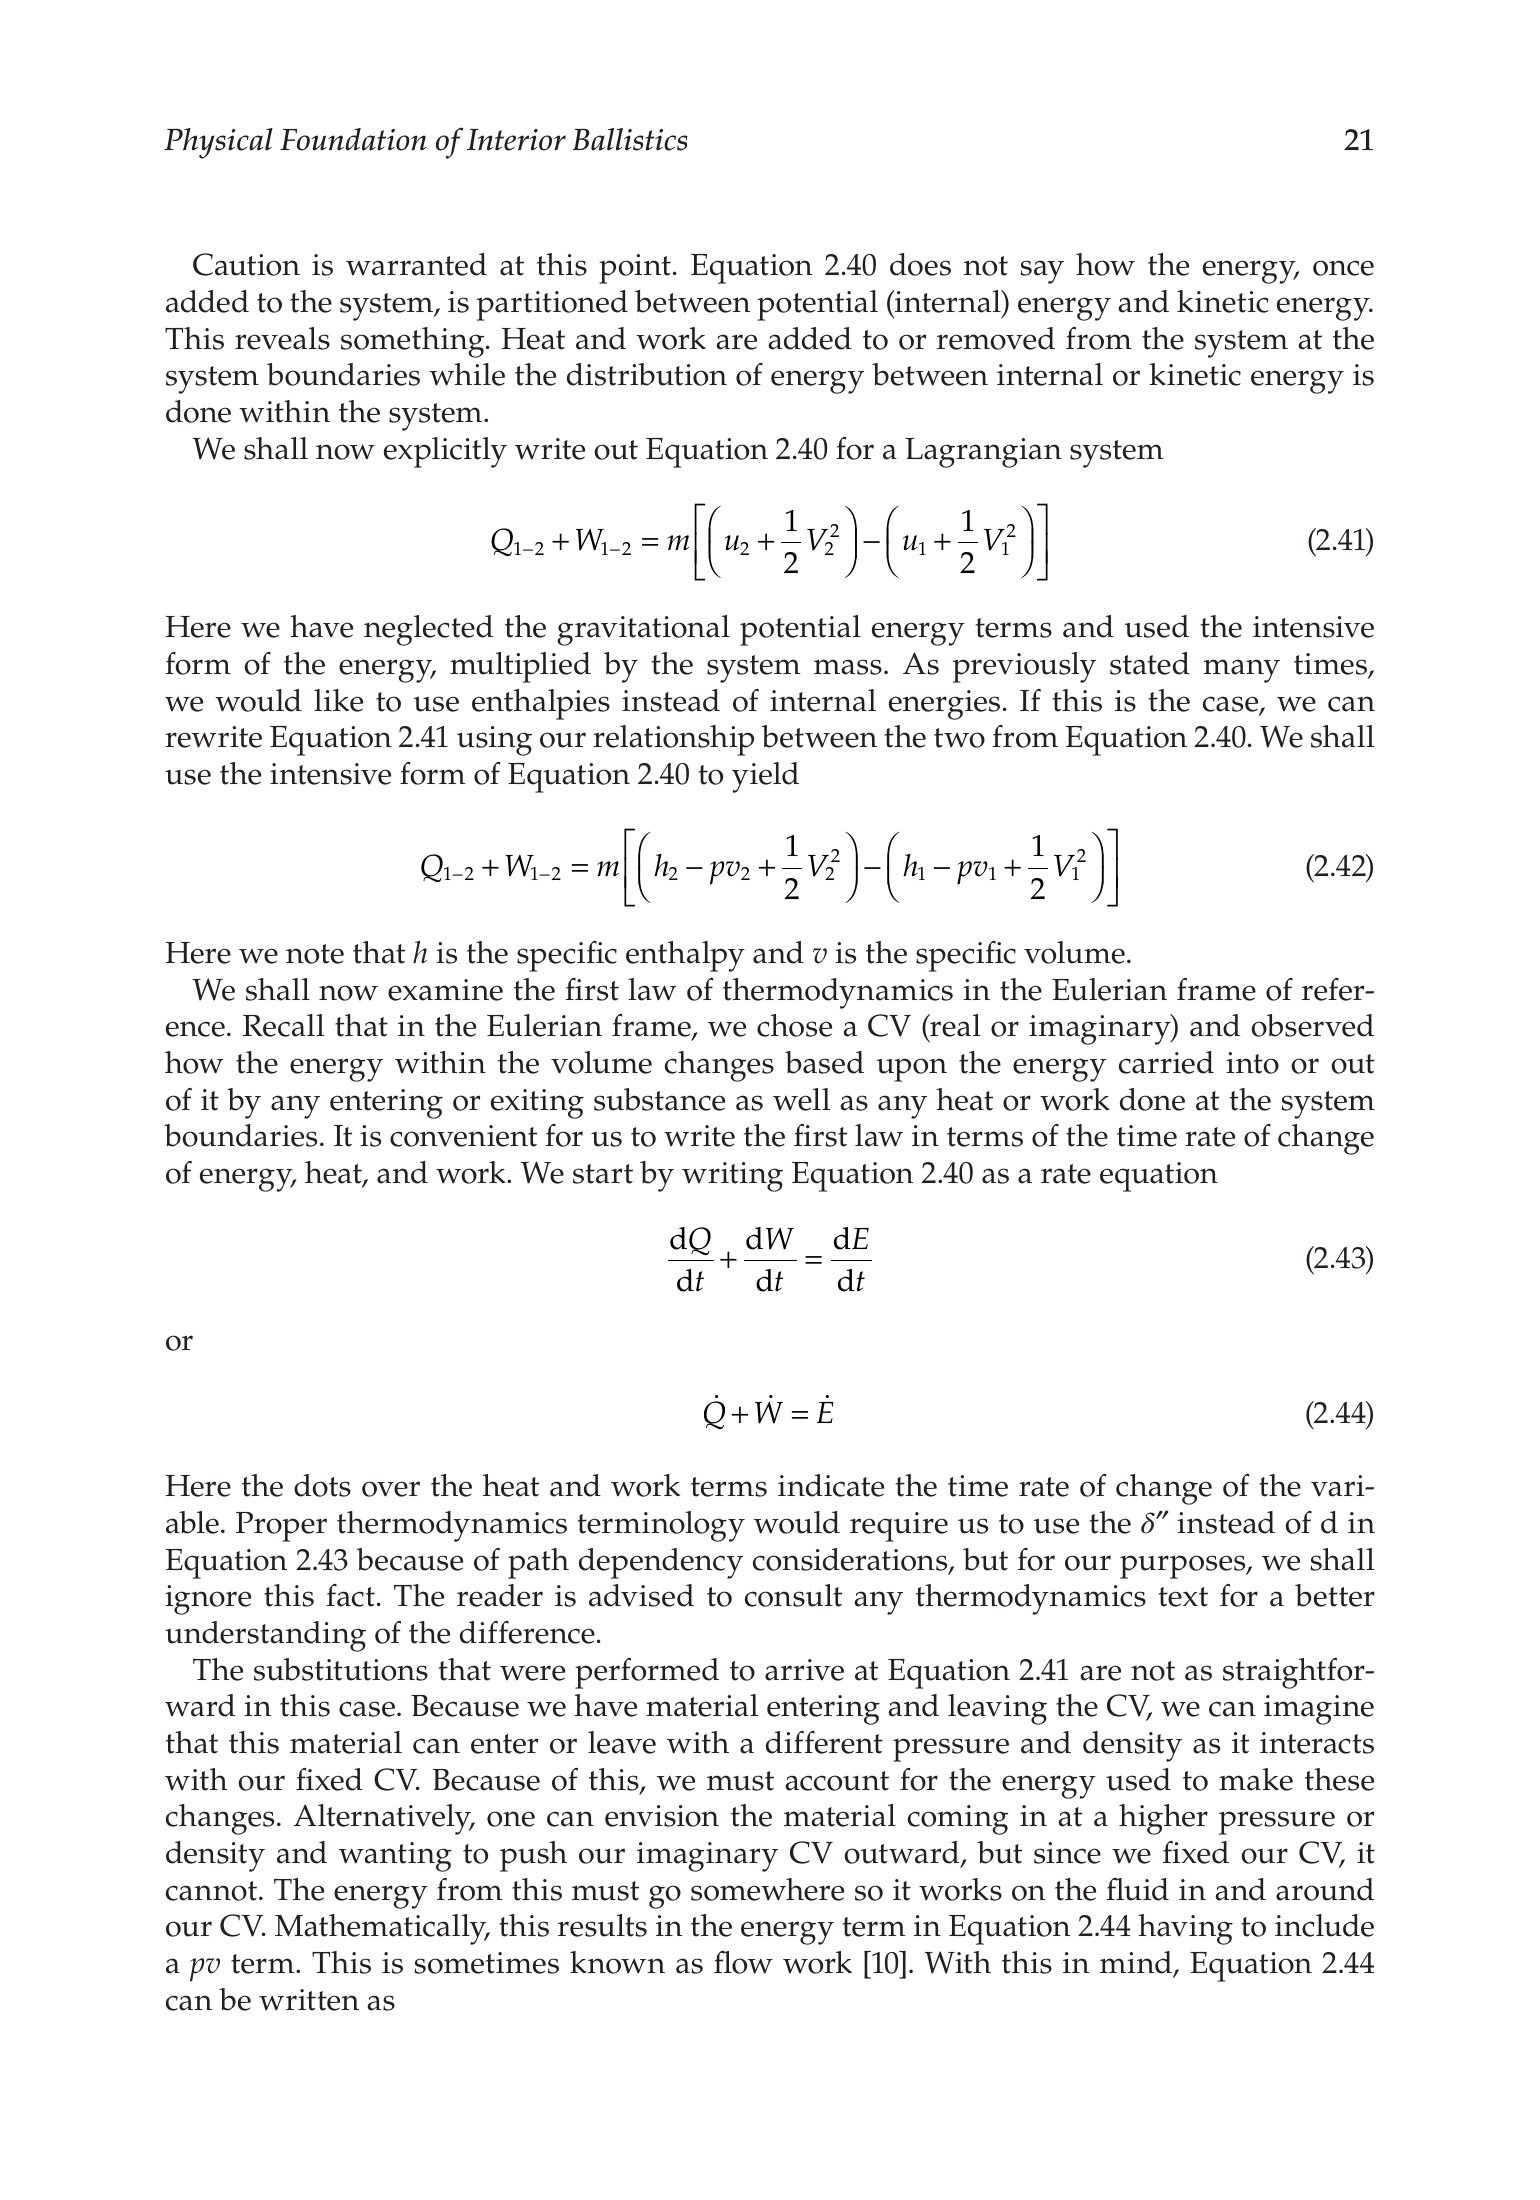 Physical Foundation of Interior Ballistics 21
Caution is warranted at this point. Equation 2.40 does not say how the energy, once
added to the system, is partitioned between potential (internal) energy and kinetic energy.
This reveals something. Heat and work are added to or removed from the system at the
system boundaries while the distribution of energy between internal or kinetic energy is
done within the system.
We shall now explicitly write out Equation 2.40 for a Lagrangian system
Q₁₋₂ + W₁₋₂ = m[(u₂ + 1/2 V₂²) − (u₁ + 1/2 V₁²)] (2.41)
Here we have neglected the gravitational potential energy terms and used the intensive
form of the energy, multiplied by the system mass. As previously stated many times,
we would like to use enthalpies instead of internal energies. If this is the case, we can
rewrite Equation 2.41 using our relationship between the two from Equation 2.40. We shall
use the intensive form of Equation 2.40 to yield
Q₁₋₂ + W₁₋₂ = m[(h₂ − pv₂ + 1/2 V₂²) − (h₁ − pv₁ + 1/2 V₁²)] (2.42)
Here we note that h is the specific enthalpy and v is the specific volume.
We shall now examine the first law of thermodynamics in the Eulerian frame of refer-
ence. Recall that in the Eulerian frame, we chose a CV (real or imaginary) and observed
how the energy within the volume changes based upon the energy carried into or out
of it by any entering or exiting substance as well as any heat or work done at the system
boundaries. It is convenient for us to write the first law in terms of the time rate of change
of energy, heat, and work. We start by writing Equation 2.40 as a rate equation
dQ/dt + dW/dt = dE/dt (2.43)
or
Q̇ + Ẇ = Ė (2.44)
Here the dots over the heat and work terms indicate the time rate of change of the vari-
able. Proper thermodynamics terminology would require us to use the δ″ instead of d in
Equation 2.43 because of path dependency considerations, but for our purposes, we shall
ignore this fact. The reader is advised to consult any thermodynamics text for a better
understanding of the difference.
The substitutions that were performed to arrive at Equation 2.41 are not as straightfor-
ward in this case. Because we have material entering and leaving the CV, we can imagine
that this material can enter or leave with a different pressure and density as it interacts
with our fixed CV. Because of this, we must account for the energy used to make these
changes. Alternatively, one can envision the material coming in at a higher pressure or
density and wanting to push our imaginary CV outward, but since we fixed our CV, it
cannot. The energy from this must go somewhere so it works on the fluid in and around
our CV. Mathematically, this results in the energy term in Equation 2.44 having to include
a pv term. This is sometimes known as flow work [10]. With this in mind, Equation 2.44
can be written as